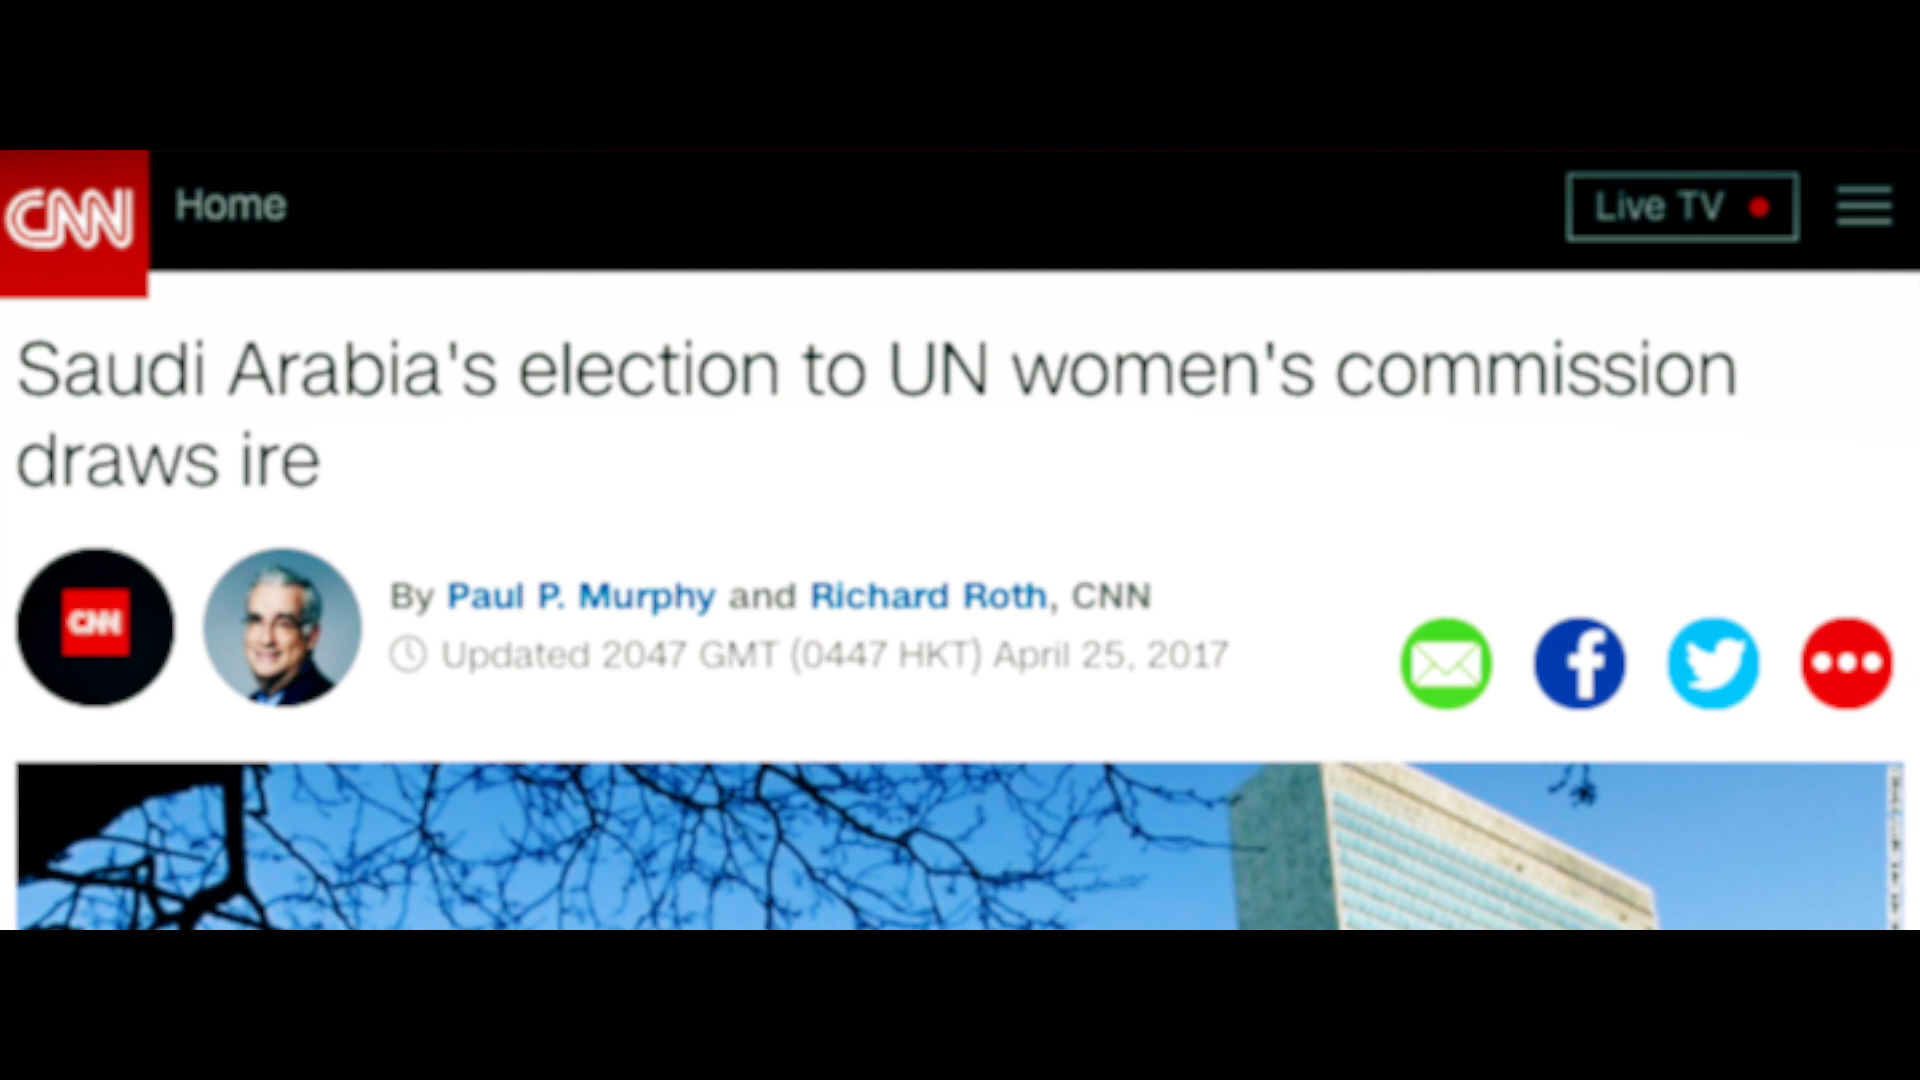 CNN
Home
Live TV
Saudi Arabia's election to UN women's commission
draws ire
CNN
By Paul P. Murphy and Richard Roth, CNN
Updated 2047 GMT (0447 HKT) April 25, 2017